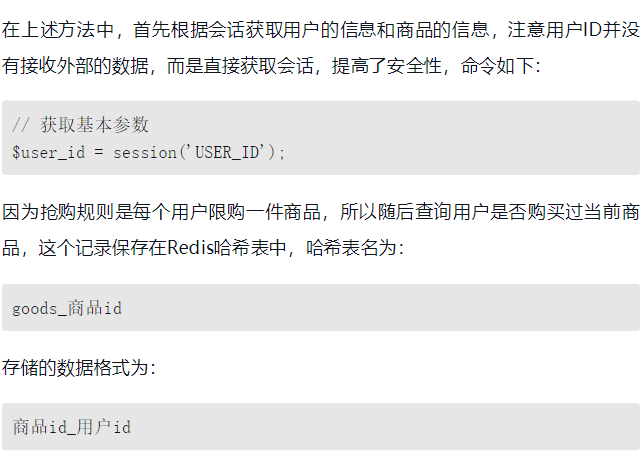 在上述方法中，首先根据会话获取用户的信息和商品的信息，注意用户ID并没
有接收外部的数据，而是直接获取会话，提高了安全性，命令如下：
// 获取基本参数
$user_id = session('USER_ID');
因为抢购规则是每个用户限购一件商品，所以随后查询用户是否购买过当前商
品，这个记录保存在Redis哈希表中，哈希表名为：
goods_商品id
存储的数据格式为：
商品id_用户id